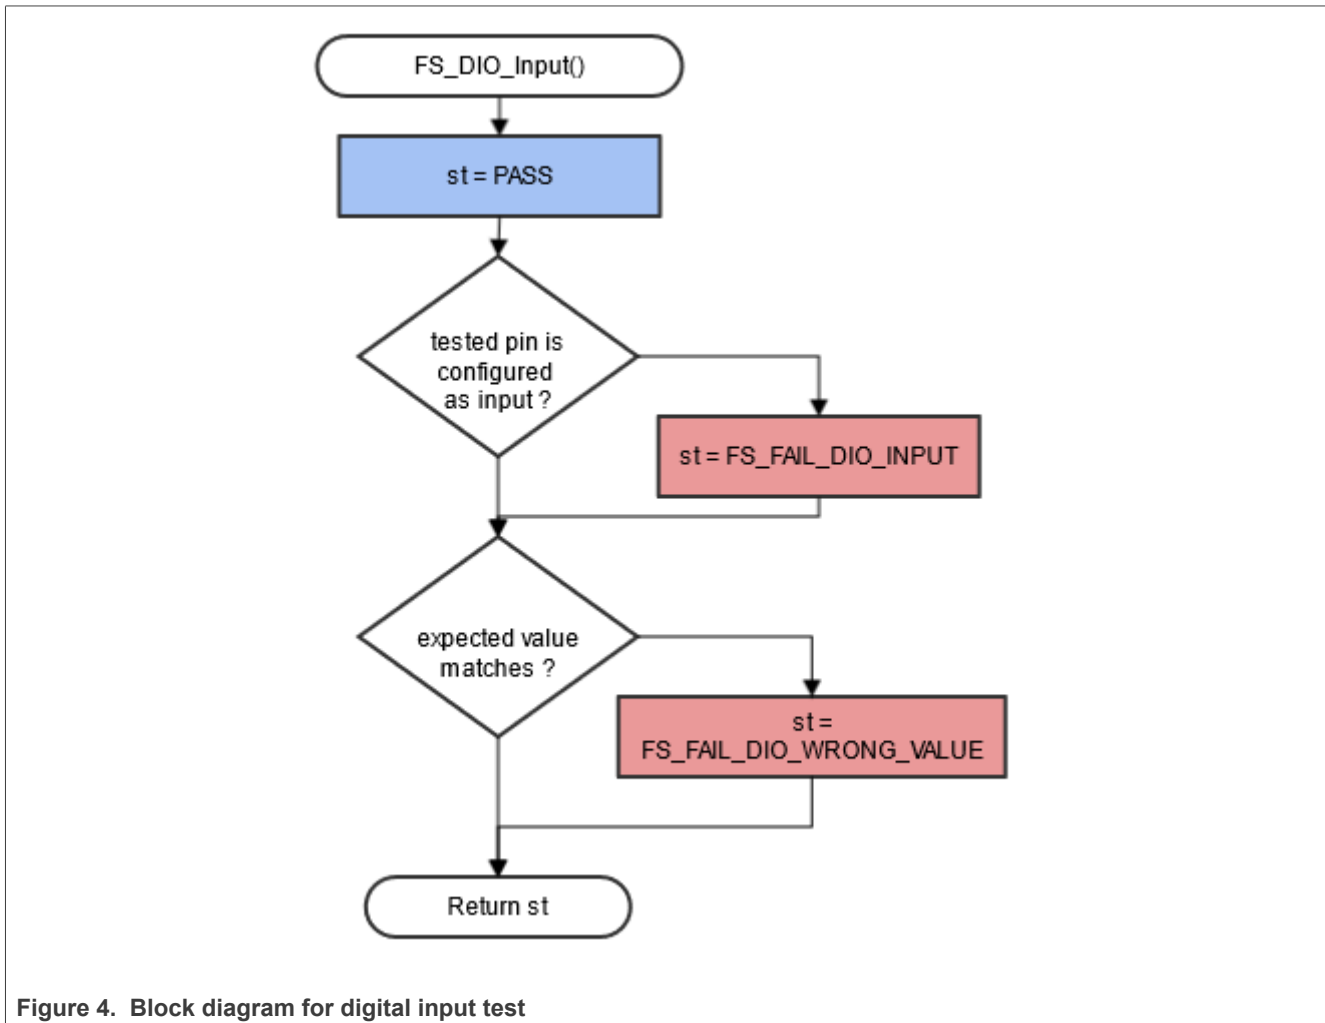 FS_DIO_Input()
st = PASS
tested pin is
configured
as input ?
st = FS_FAIL_DIO_INPUT
expected value
matches ?
st =
FS_FAIL_DIO_WRONG_VALUE
Return st
Figure 4. Block diagram for digital input test